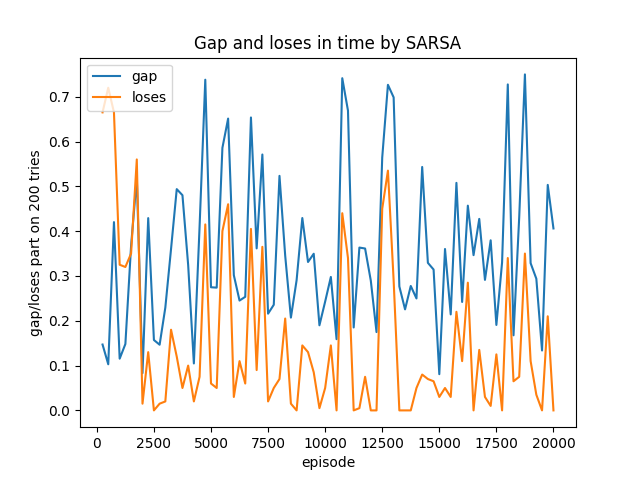 Gap and loses in time by SARSA
gap
loses
gap/loses part on 200 tries
0.7
0.6
0.5
0.4
0.3
0.2
0.1
0.0
0 2500 5000 7500 10000 12500 15000 17500 20000
episode